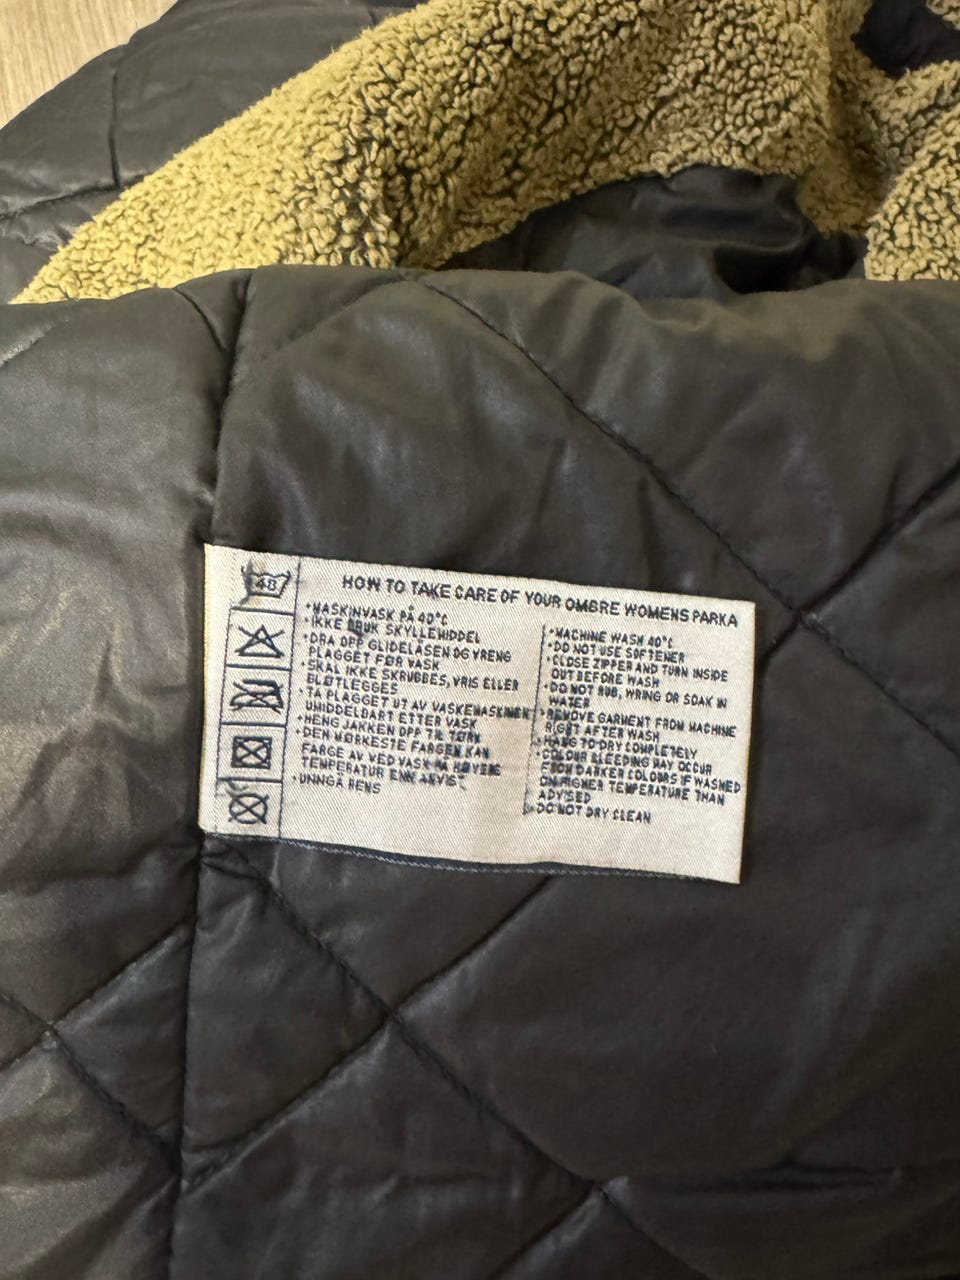 40
HOW TO TAKE CARE OF YOUR OMBRE WOMENS PARKA
•MASKINVASK PÅ 40°C
•IKKE BRUK SKYLLEMIDDEL
•DRA OPP GLIDELÅSEN OG VRENG
PLAGGET FØR VASK
•SKAL IKKE SKRUBBES, VRIS ELLER
BLØTLEGGES
•TA PLAGGET UT AV VASKEMASKINEN
UMIDDELBART ETTER VASK
•HENG JAKKEN OPP TIL TØRK
•DEN MØRKESTE FARGEN KAN
FARGE AV VED VASK PÅ HØYERE
TEMPERATUR ENN ANVIST
•UNNGÅ RENS
•MACHINE WASH 40°C
•DO NOT USE SOFTENER
•CLOSE ZIPPER AND TURN INSIDE
OUT BEFORE WASH
•DO NOT RUB, WRING OR SOAK IN
WATER
•REMOVE GARMENT FROM MACHINE
RIGHT AFTER WASH
•HANG TO DRY COMPLETELY
•COLOUR BLEEDING MAY OCCUR
FROM DARKER COLOURS IF WASHED
ON HIGHER TEMPERATURE THAN
ADVISED
•DO NOT DRY CLEAN